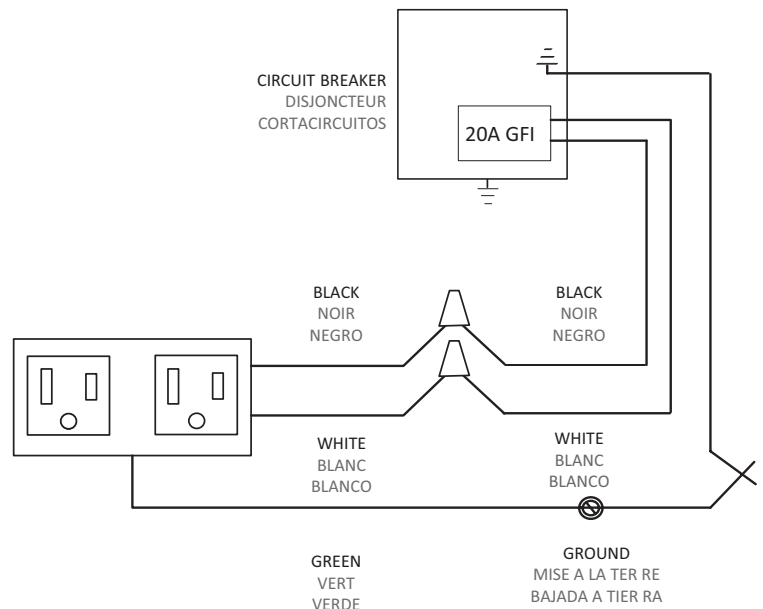 CIRCUIT BREAKER
DISJONCTEUR
CORTACIRCUITOS
20A GFI
BLACK
NOIR
NEGRO
BLACK
NOIR
NEGRO
WHITE
BLANC
BLANCO
WHITE
BLANC
BLANCO
GREEN
VERT
VERDE
GROUND
MISE A LA TER RE
BAJADA A TIER RA